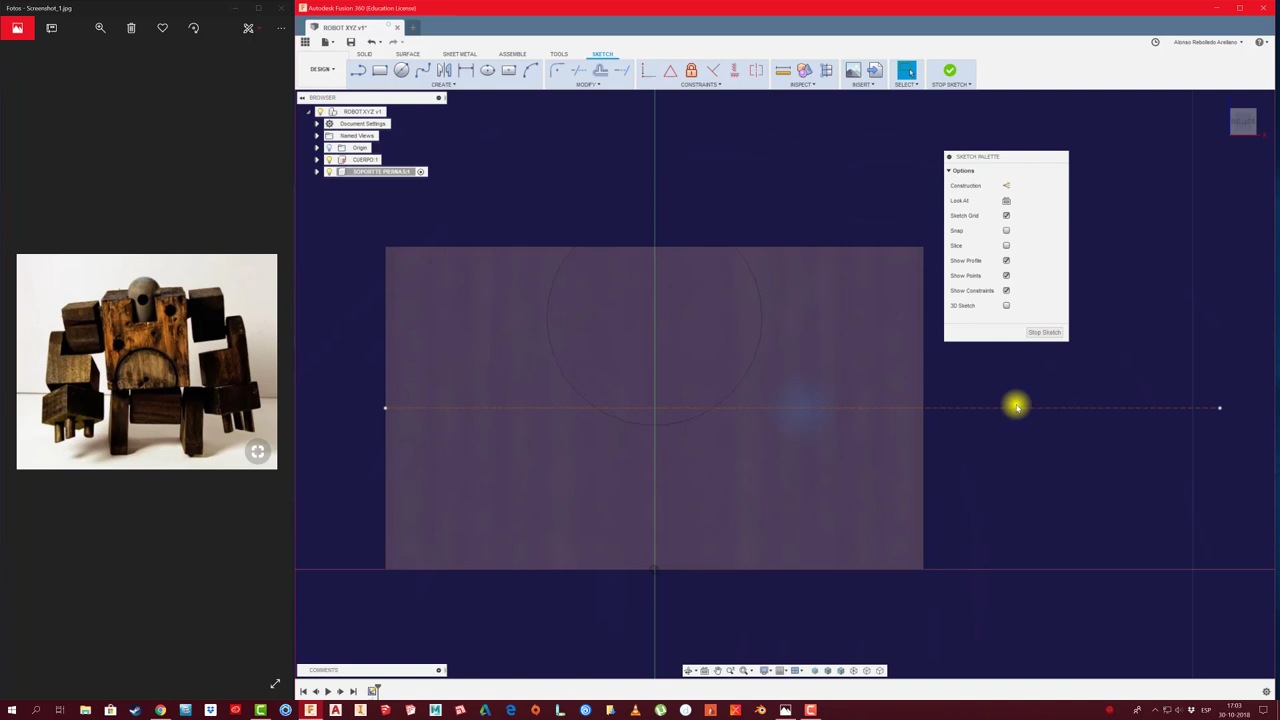 Fotos - Screenshot_1.jpg
Autodesk Fusion 360 (Education License)
ROBOT XYZ v1*
Alonso Rebolledo Arellano
SOLID
SURFACE
SHEET METAL
ASSEMBLE
TOOLS
SKETCH
DESIGN
CREATE
MODIFY
CONSTRAINTS
INSPECT
INSERT
SELECT
STOP SKETCH
BROWSER
ROBOT XYZ v1
Document Settings
Named Views
Origin
CUERPO:1
SOPORTTE PIERNAS:1
X
SKETCH PALETTE
Options
Construction
Look At
Sketch Grid
Snap
Slice
Show Profile
Show Points
Show Constraints
3D Sketch
Stop Sketch
COMMENTS
ESP
17:03
30-10-2018